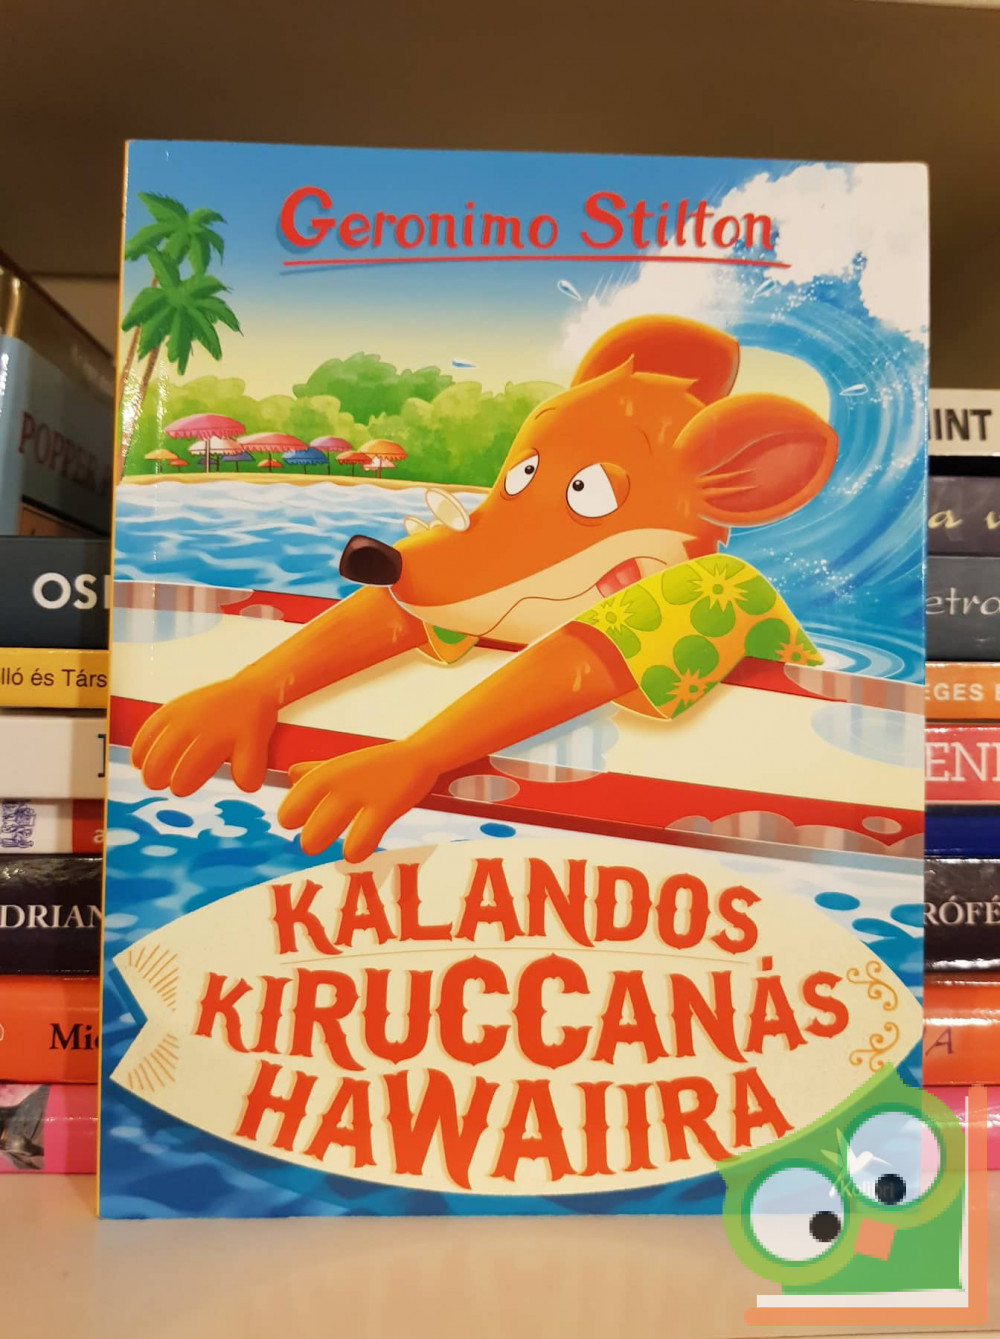 Geronimo Stilton
KALANDOS
KIRUCCANÁS
HAWAIIRA
POPPER
OS
lló és Társ
DRIAN
Mi
INT
a
etro
EGES
ENI
RÓFÉ
A